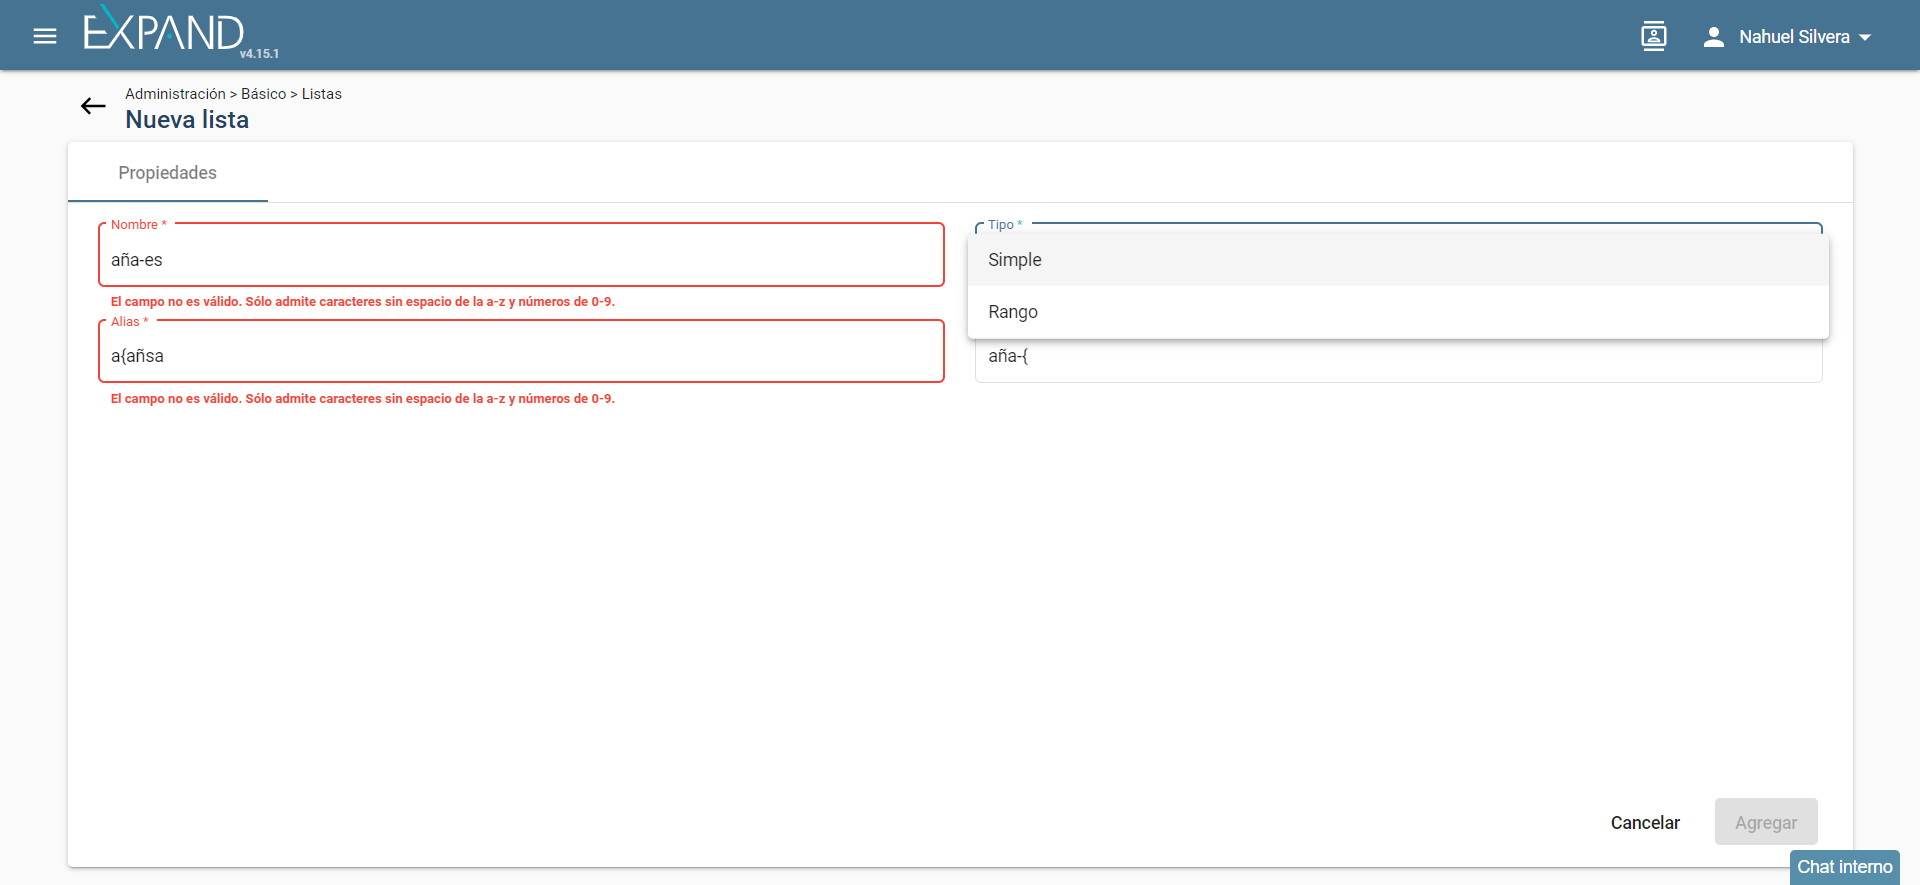 EXPAND
v4.15.1
Nahuel Silvera
Administración > Básico > Listas
Nueva lista
Propiedades
Nombre *
aña-es
El campo no es válido. Sólo admite caracteres sin espacio de la a-z y números de 0-9.
Tipo *
Simple
Rango
Alias *
a{añsa
El campo no es válido. Sólo admite caracteres sin espacio de la a-z y números de 0-9.
aña-{
Cancelar
Agregar
Chat interno